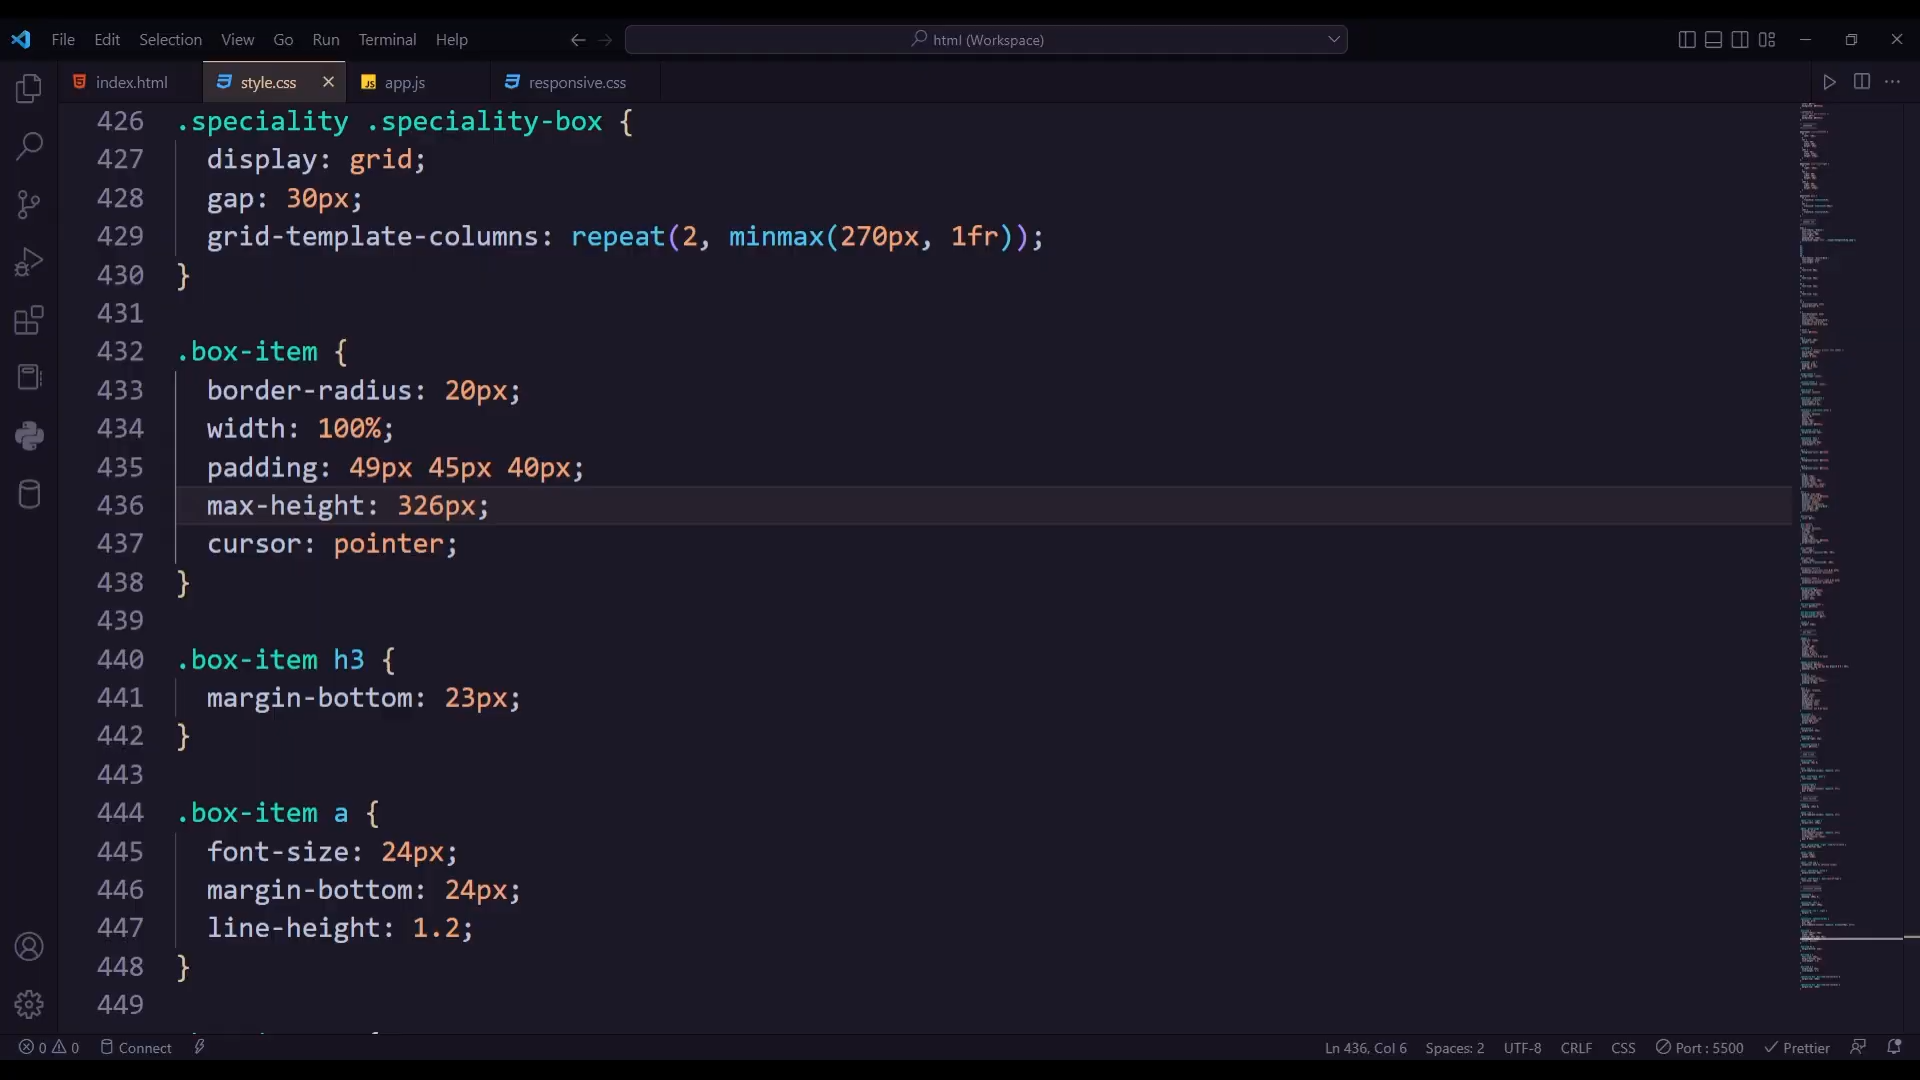 File Edit Selection View Go Run Terminal Help html (Workspace)
index.html style.css app.js responsive.css
426 .speciality .speciality-box {
427 display: grid;
428 gap: 30px;
429 grid-template-columns: repeat(2, minmax(270px, 1fr));
430 }
431
432 .box-item {
433 border-radius: 20px;
434 width: 100%;
435 padding: 49px 45px 40px;
436 max-height: 326px;
437 cursor: pointer;
438 }
439
440 .box-item h3 {
441 margin-bottom: 23px;
442 }
443
444 .box-item a {
445 font-size: 24px;
446 margin-bottom: 24px;
447 line-height: 1.2;
448 }
449
0 0 Connect Ln 436, Col 6 Spaces: 2 UTF-8 CRLF CSS Port : 5500 Prettier